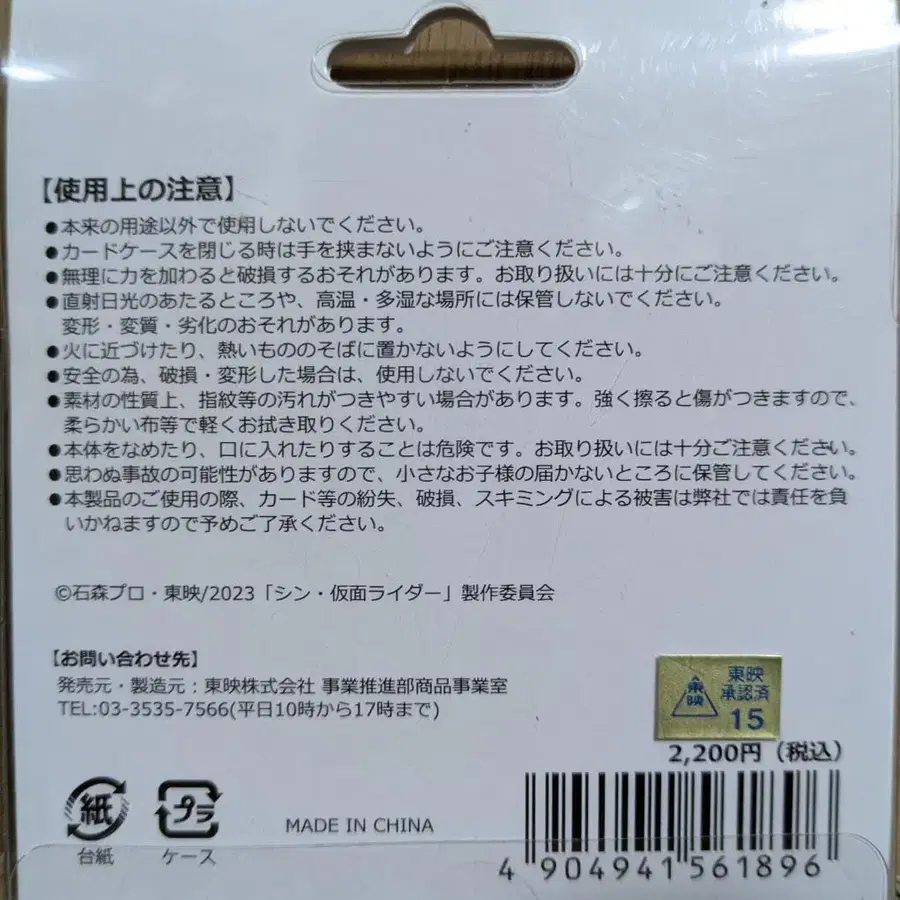 【使用上の注意】
●本来の用途以外で使用しないでください。
●カードケースを閉じる時は手を挟まないようにご注意ください。
●無理に力を加わると破損するおそれがあります。お取り扱いには十分にご注意ください。
●直射日光のあたるところや、高温・多湿な場所には保管しないでください。
変形・変質・劣化のおそれがあります。
●火に近づけたり、熱いもののそばに置かないようにしてください。
●安全の為、破損・変形した場合は、使用しないでください。
●素材の性質上、指紋等の汚れがつきやすい場合があります。強く擦ると傷がつきますので、
柔らかい布等で軽くお拭き取りください。
●本体をなめたり、口に入れたりすることは危険です。お取り扱いには十分ご注意ください。
●思わぬ事故の可能性がありますので、小さなお子様の届かないところに保管してください。
●本製品のご使用の際、カード等の紛失、破損、スキミングによる被害は弊社では責任を負
いかねますので予めご了承ください。
©石森プロ・東映/2023「シン・仮面ライダー」製作委員会
【お問い合わせ先】
発売元・製造元：東映株式会社 事業推進部商品事業室
TEL:03-3535-7566(平日10時から17時まで)
東映
東映
承認済
15
2,200円（税込）
紙
台紙
プラ
ケース
MADE IN CHINA
4 904941 561896